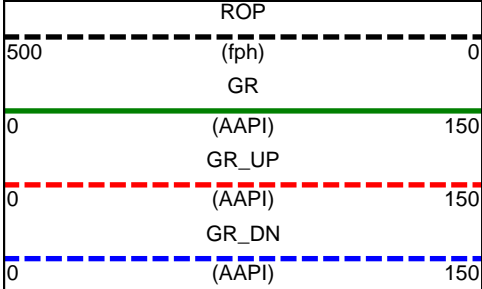 ROP
500 (fph) 0
GR
0 (AAPI) 150
GR_UP
0 (AAPI) 150
GR_DN
0 (AAPI) 150